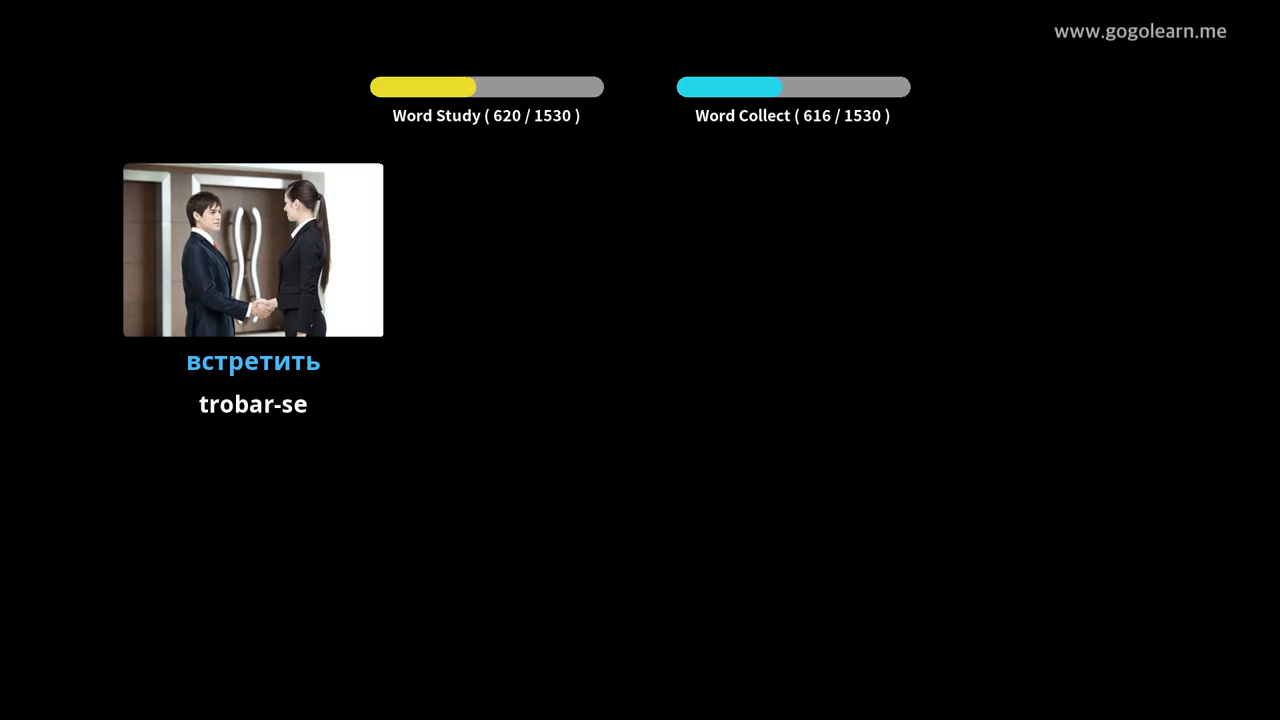 www.gogolearn.me
Word Study ( 620 / 1530 )
Word Collect ( 616 / 1530 )
встретить
trobar-se